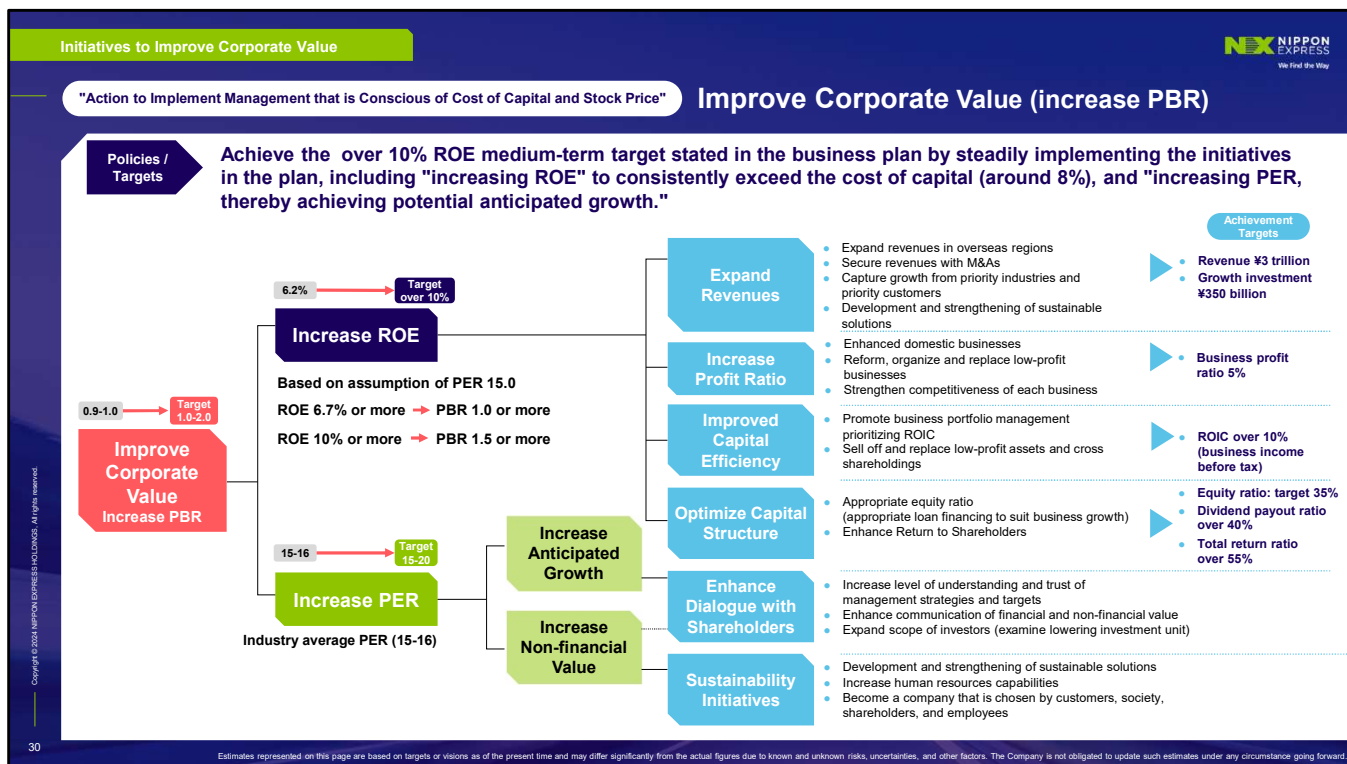 Initiatives to Improve Corporate Value
NX NIPPON
EXPRESS
We Find the Way
"Action to Implement Management that is Conscious of Cost of Capital and Stock Price"
Improve Corporate Value (increase PBR)
Policies /
Targets
Achieve the over 10% ROE medium-term target stated in the business plan by steadily implementing the initiatives
in the plan, including "increasing ROE" to consistently exceed the cost of capital (around 8%), and "increasing PER,
thereby achieving potential anticipated growth."
Achievement
Targets
0.9-1.0
Target
1.0-2.0
Improve
Corporate
Value
Increase PBR
6.2%
Target
over 10%
Increase ROE
Based on assumption of PER 15.0
ROE 6.7% or more → PBR 1.0 or more
ROE 10% or more → PBR 1.5 or more
15-16
Target
15-20
Increase PER
Industry average PER (15-16)
Increase
Anticipated
Growth
Increase
Non-financial
Value
Expand
Revenues
● Expand revenues in overseas regions
● Secure revenues with M&As
● Capture growth from priority industries and
priority customers
● Development and strengthening of sustainable
solutions
● Revenue ¥3 trillion
● Growth investment
¥350 billion
Increase
Profit Ratio
● Enhanced domestic businesses
● Reform, organize and replace low-profit
businesses
● Strengthen competitiveness of each business
● Business profit
ratio 5%
Improved
Capital
Efficiency
● Promote business portfolio management
prioritizing ROIC
● Sell off and replace low-profit assets and cross
shareholdings
● ROIC over 10%
(business income
before tax)
Optimize Capital
Structure
● Appropriate equity ratio
(appropriate loan financing to suit business growth)
● Enhance Return to Shareholders
● Equity ratio: target 35%
● Dividend payout ratio
over 40%
● Total return ratio
over 55%
Enhance
Dialogue with
Shareholders
● Increase level of understanding and trust of
management strategies and targets
● Enhance communication of financial and non-financial value
● Expand scope of investors (examine lowering investment unit)
Sustainability
Initiatives
● Development and strengthening of sustainable solutions
● Increase human resources capabilities
● Become a company that is chosen by customers, society,
shareholders, and employees
Copyright © 2024 NIPPON EXPRESS HOLDINGS. All rights reserved.
30
Estimates represented on this page are based on targets or visions as of the present time and may differ significantly from the actual figures due to known and unknown risks, uncertainties, and other factors. The Company is not obligated to update such estimates under any circumstance going forward.